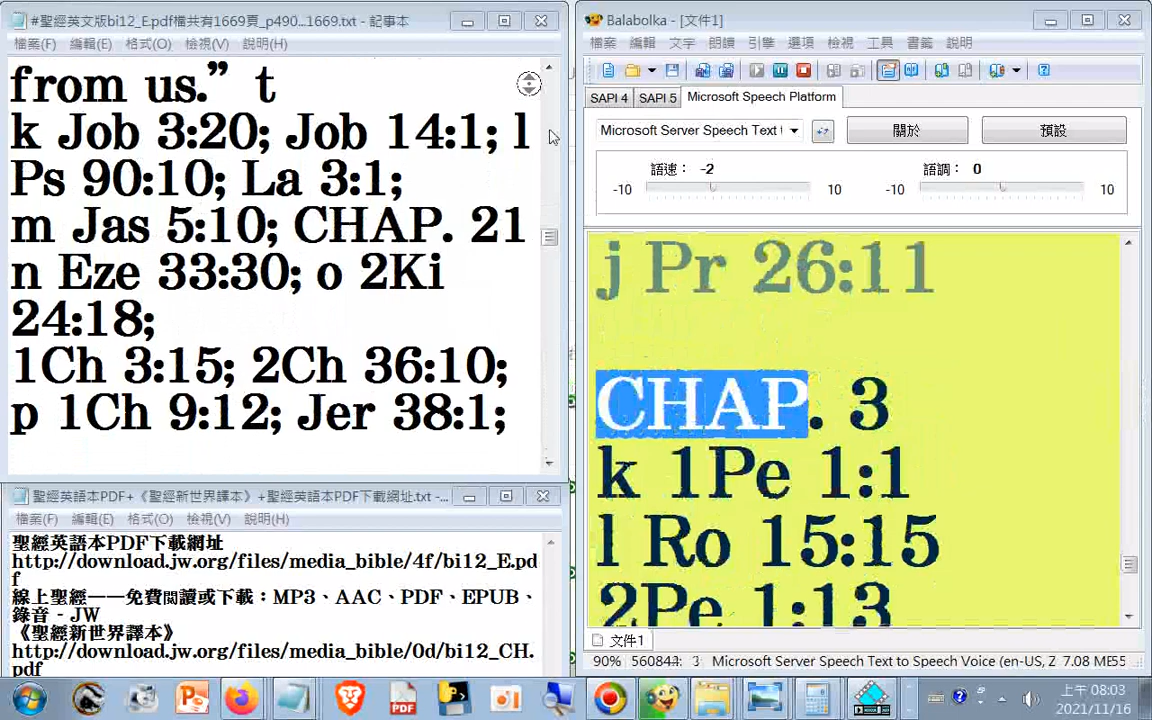 #聖經英文版bi12_E.pdf檔共有1669頁_p490...1669.txt - 記事本
檔案(F) 編輯(E) 格式(O) 檢視(V) 說明(H)
from us.” t
k Job 3:20; Job 14:1; l
Ps 90:10; La 3:1;
m Jas 5:10; CHAP. 21
n Eze 33:30; o 2Ki
24:18;
1Ch 3:15; 2Ch 36:10;
p 1Ch 9:12; Jer 38:1;
聖經英語本PDF+《聖經新世界譯本》+聖經英語本PDF下載網址.txt -...
檔案(F) 編輯(E) 格式(O) 檢視(V) 說明(H)
聖經英語本PDF下載網址
http://download.jw.org/files/media_bible/4f/bi12_E.pd
f
線上聖經──免費閱讀或下載：MP3、AAC、PDF、EPUB、
錄音 - JW
《聖經新世界譯本》
http://download.jw.org/files/media_bible/0d/bi12_CH.
pdf
Balabolka - [文件1]
檔案 編輯 文字 朗讀 引擎 選項 檢視 工具 書籤 說明
SAPI 4 SAPI 5 Microsoft Speech Platform
Microsoft Server Speech Text 關於 預設
語速： -2 語調： 0
-10 10 -10 10
j Pr 26:11
CHAP. 3
k 1Pe 1:1
l Ro 15:15
2Pe 1:13
文件1
90% 560843: 3 Microsoft Server Speech Text to Speech Voice (en-US, Z 7.08 ME55
PDF
上午 08:03
2021/11/16